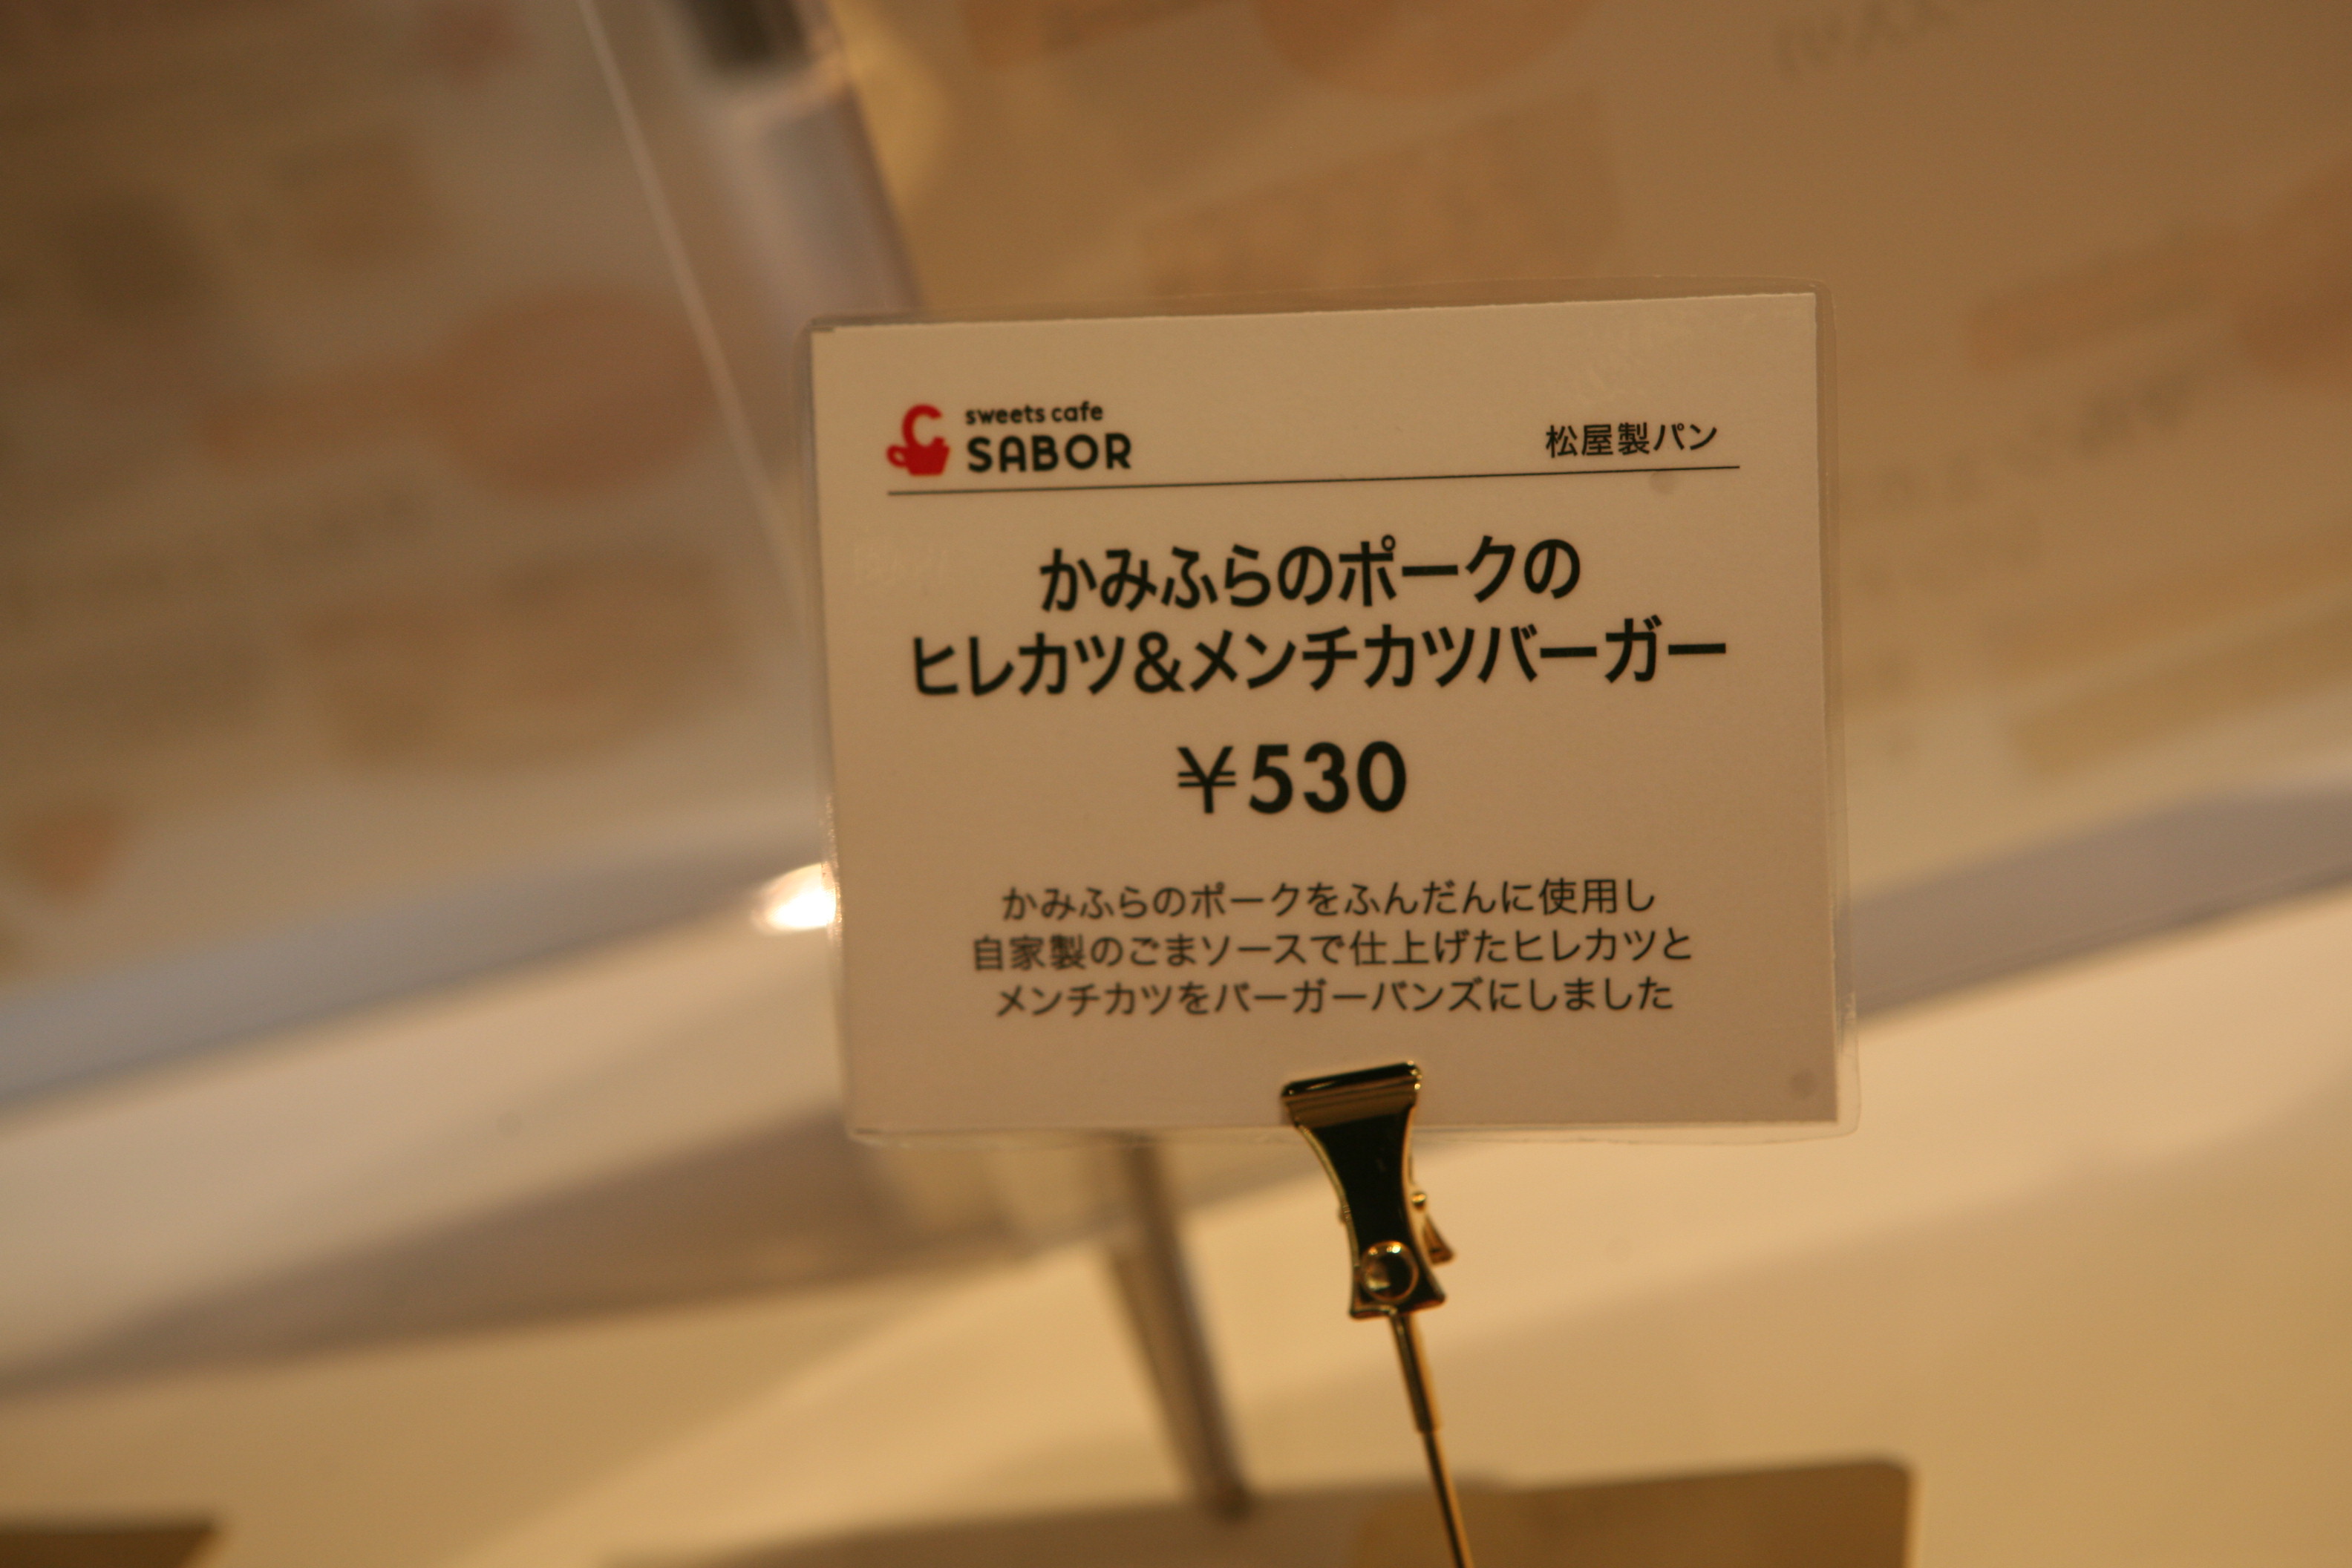 sweets cafe
SABOR
松屋製パン
かみふらのポークの
ヒレカツ&メンチカツバーガー
¥530
かみふらのポークをふんだんに使用し
自家製のごまソースで仕上げたヒレカツと
メンチカツをバーガーバンズにしました